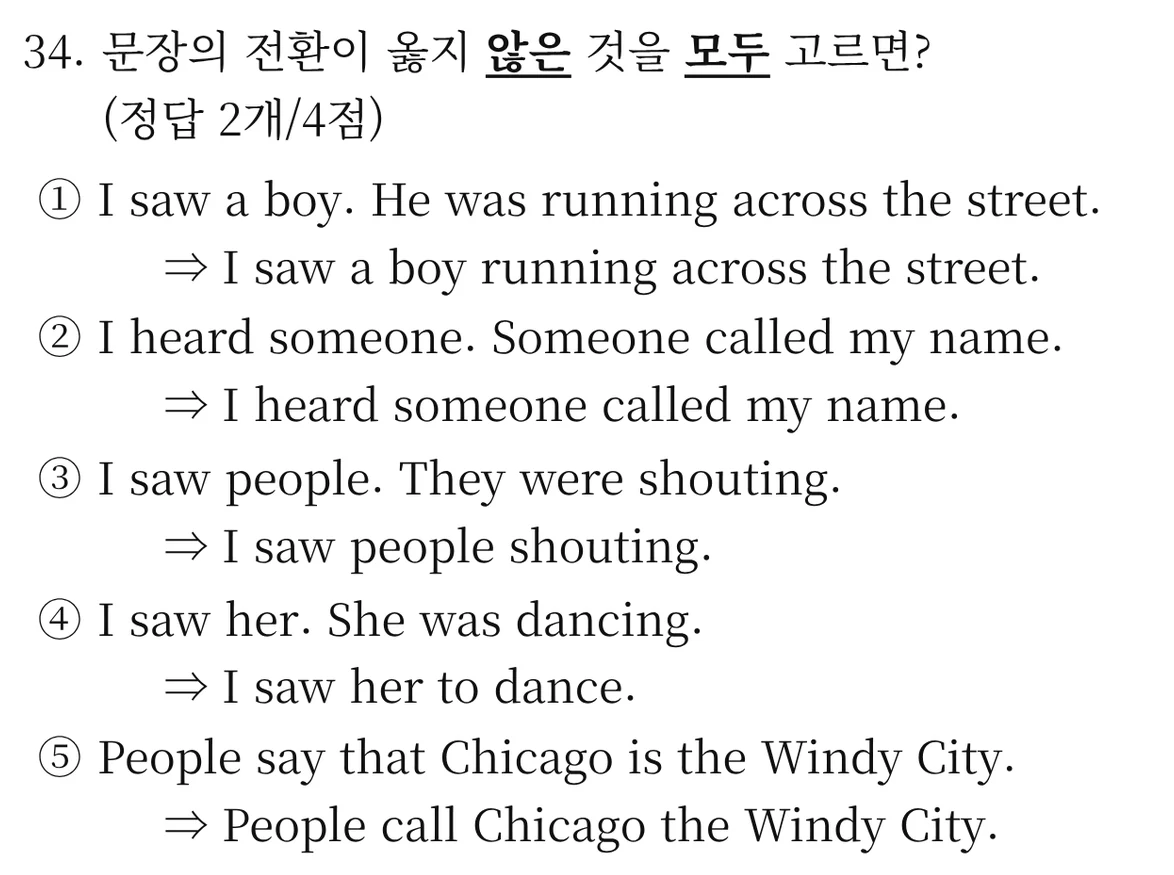 34. 문장의 전환이 옳지 않은 것을 모두 고르면?
(정답 2개/4점)
① I saw a boy. He was running across the street.
⇒ I saw a boy running across the street.
② I heard someone. Someone called my name.
⇒ I heard someone called my name.
③ I saw people. They were shouting.
⇒ I saw people shouting.
④ I saw her. She was dancing.
⇒ I saw her to dance.
⑤ People say that Chicago is the Windy City.
⇒ People call Chicago the Windy City.